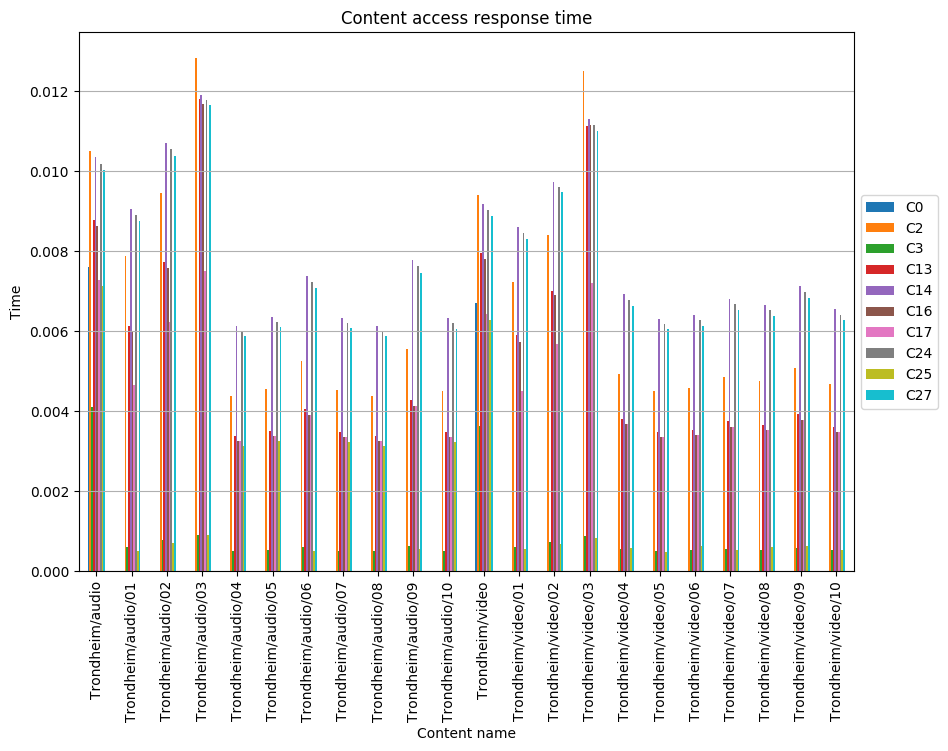 Content access response time
Time
0.012
0.010
0.008
0.006
0.004
0.002
0.000
C0
C2
C3
C13
C14
C16
C17
C24
C25
C27
Trondheim/audio
Trondheim/audio/01
Trondheim/audio/02
Trondheim/audio/03
Trondheim/audio/04
Trondheim/audio/05
Trondheim/audio/06
Trondheim/audio/07
Trondheim/audio/08
Trondheim/audio/09
Trondheim/audio/10
Trondheim/video
Trondheim/video/01
Trondheim/video/02
Trondheim/video/03
Trondheim/video/04
Trondheim/video/05
Trondheim/video/06
Trondheim/video/07
Trondheim/video/08
Trondheim/video/09
Trondheim/video/10
Content name